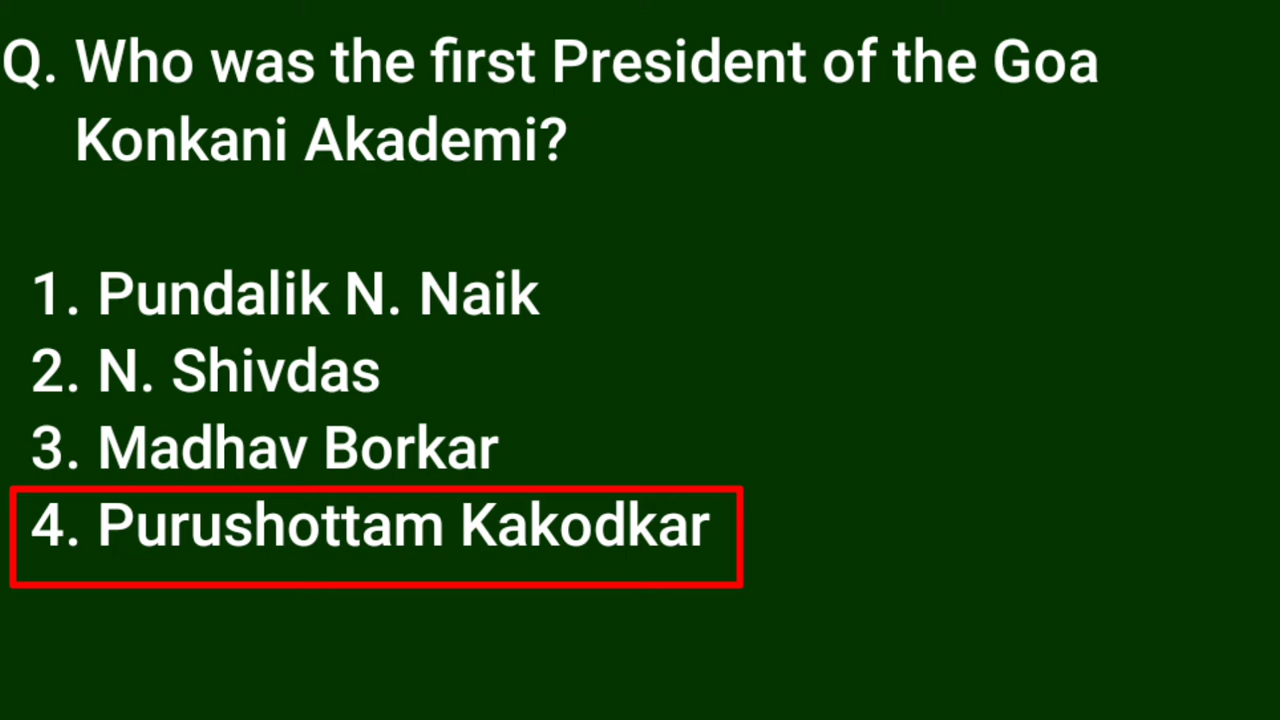 Q. Who was the first President of the Goa
Konkani Akademi?
1. Pundalik N. Naik
2. N. Shivdas
3. Madhav Borkar
4. Purushottam Kakodkar